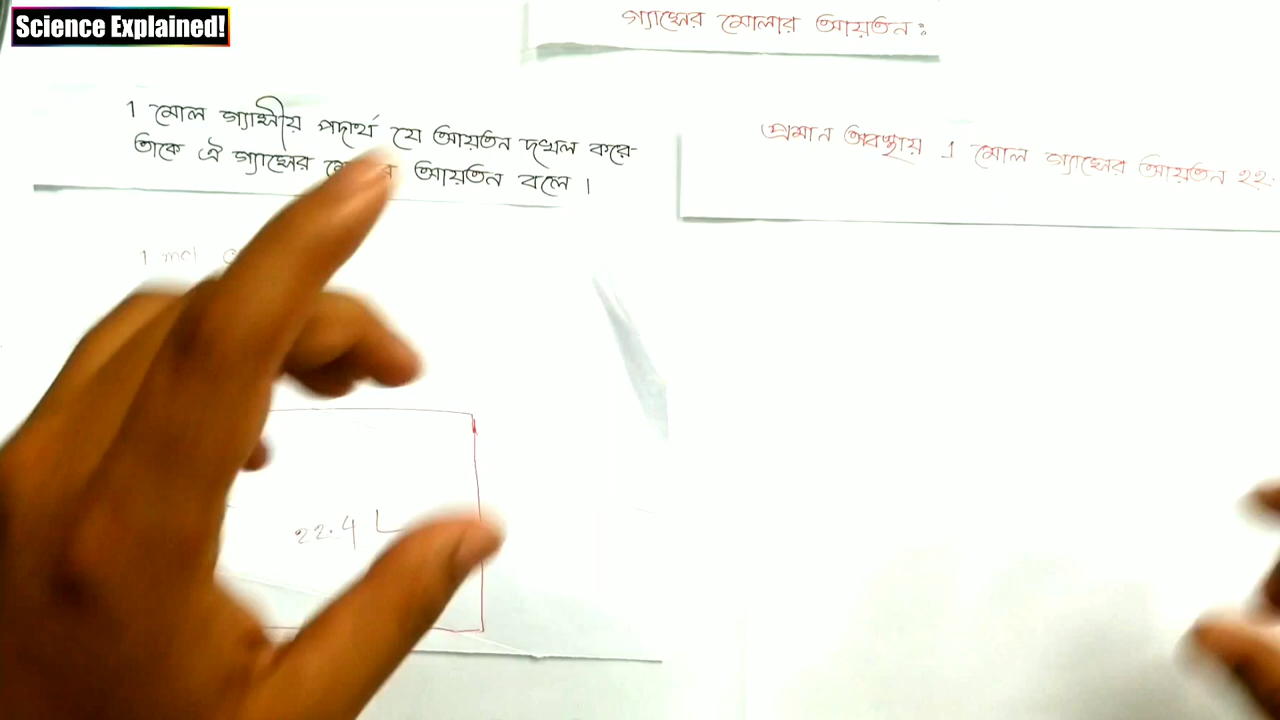 Science Explained!
গ্যাসের মোলার আয়তন:
1 মোল গ্যাসীয় পদার্থ যে আয়তন দখল করে
তাকে ঐ গ্যাসের আয়তন বলে।
প্রমান অবস্থায় 1 মোল গ্যাসের আয়তন ২২.
1 mol
22.4 L